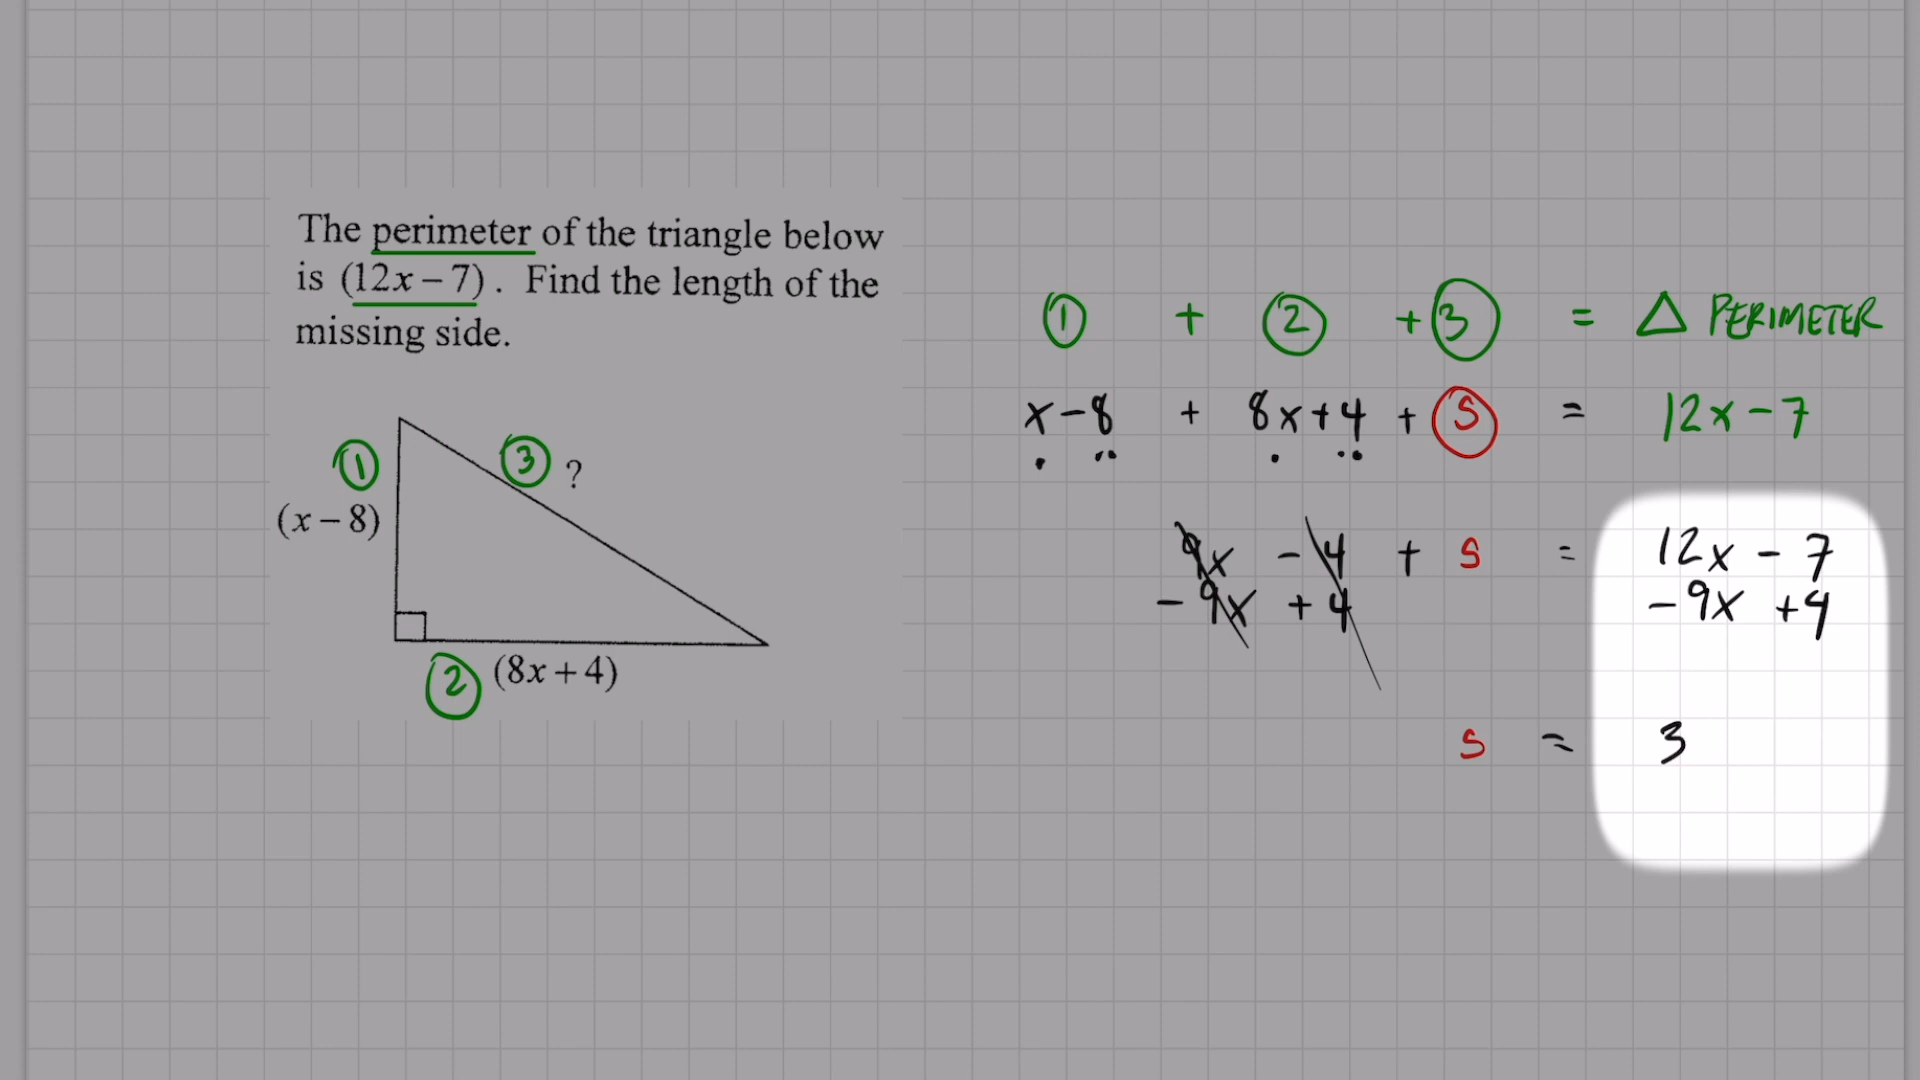 The perimeter of the triangle below
is (12x – 7). Find the length of the
missing side.
① ③ ?
(x – 8)
② (8x + 4)
① + ② + ③ = △ PERIMETER
x – 8 + 8x + 4 + s = 12x – 7
9x – 4 + s = 12x – 7
– 9x + 4 – 9x + 4
s = 3